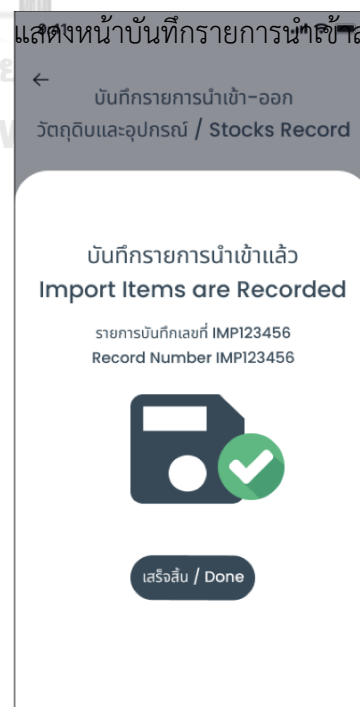 แสดงหน้าบันทึกรายการนำเข้าส
←
บันทึกรายการนำเข้า-ออก
วัตถุดิบและอุปกรณ์ / Stocks Record
บันทึกรายการนำเข้าแล้ว
Import Items are Recorded
รายการบันทึกเลขที่ IMP123456
Record Number IMP123456
เสร็จสิ้น / Done